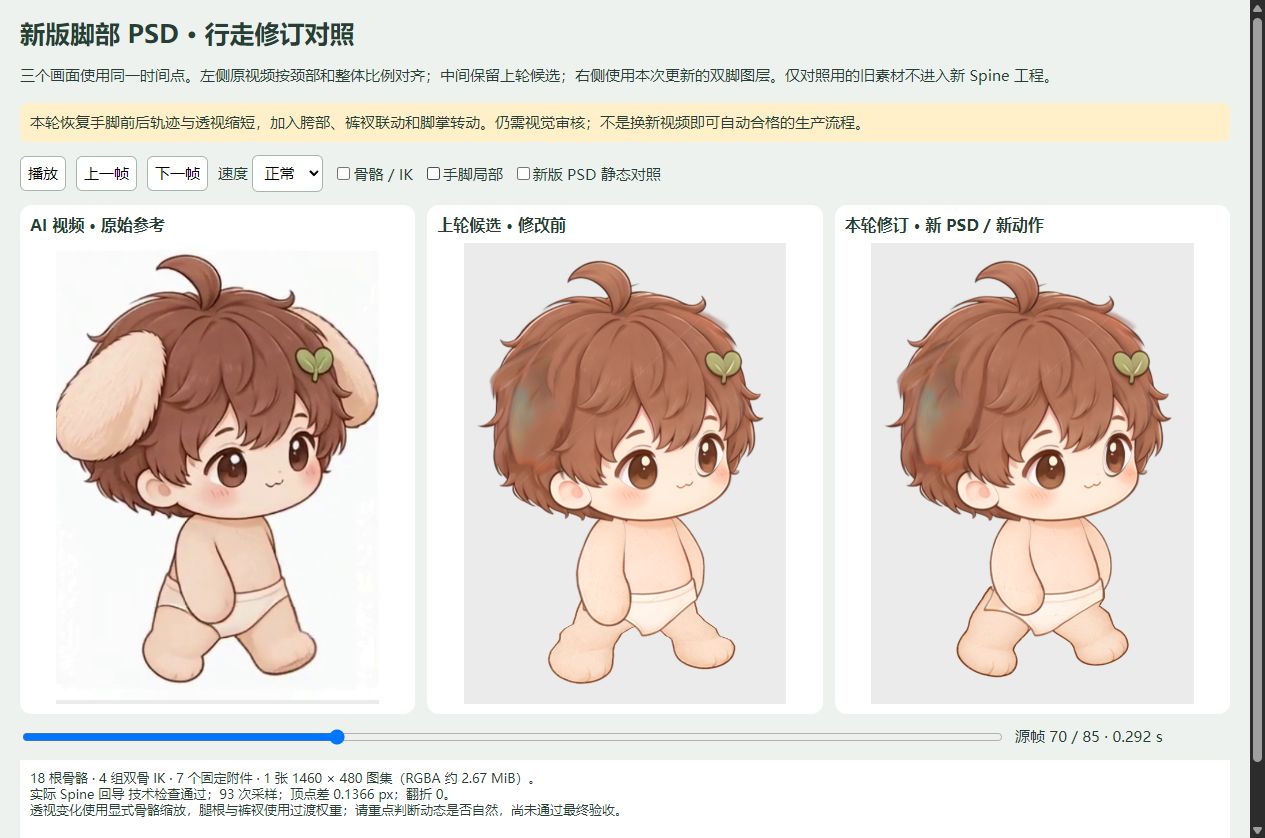 新版脚部 PSD • 行走修订对照
三个画面使用同一时间点。左侧原视频按颈部和整体比例对齐；中间保留上轮候选；右侧使用本次更新的双脚图层。仅对照用的旧素材不进入新 Spine 工程。
本轮恢复手脚前后轨迹与透视缩短，加入胯部、裤衩联动和脚掌转动。仍需视觉审核；不是换新视频即可自动合格的生产流程。
播放 上一帧 下一帧 速度 正常 骨骼 / IK 手脚局部 新版 PSD 静态对照
AI 视频 • 原始参考 上轮候选 • 修改前 本轮修订 • 新 PSD / 新动作
源帧 70 / 85 · 0.292 s
18 根骨骼 · 4 组双骨 IK · 7 个固定附件 · 1 张 1460 × 480 图集（RGBA 约 2.67 MiB）。
实际 Spine 回导 技术检查通过；93 次采样；顶点差 0.1366 px；翻折 0。
透视变化使用显式骨骼缩放，腿根与裤衩使用过渡权重；请重点判断动态是否自然，尚未通过最终验收。